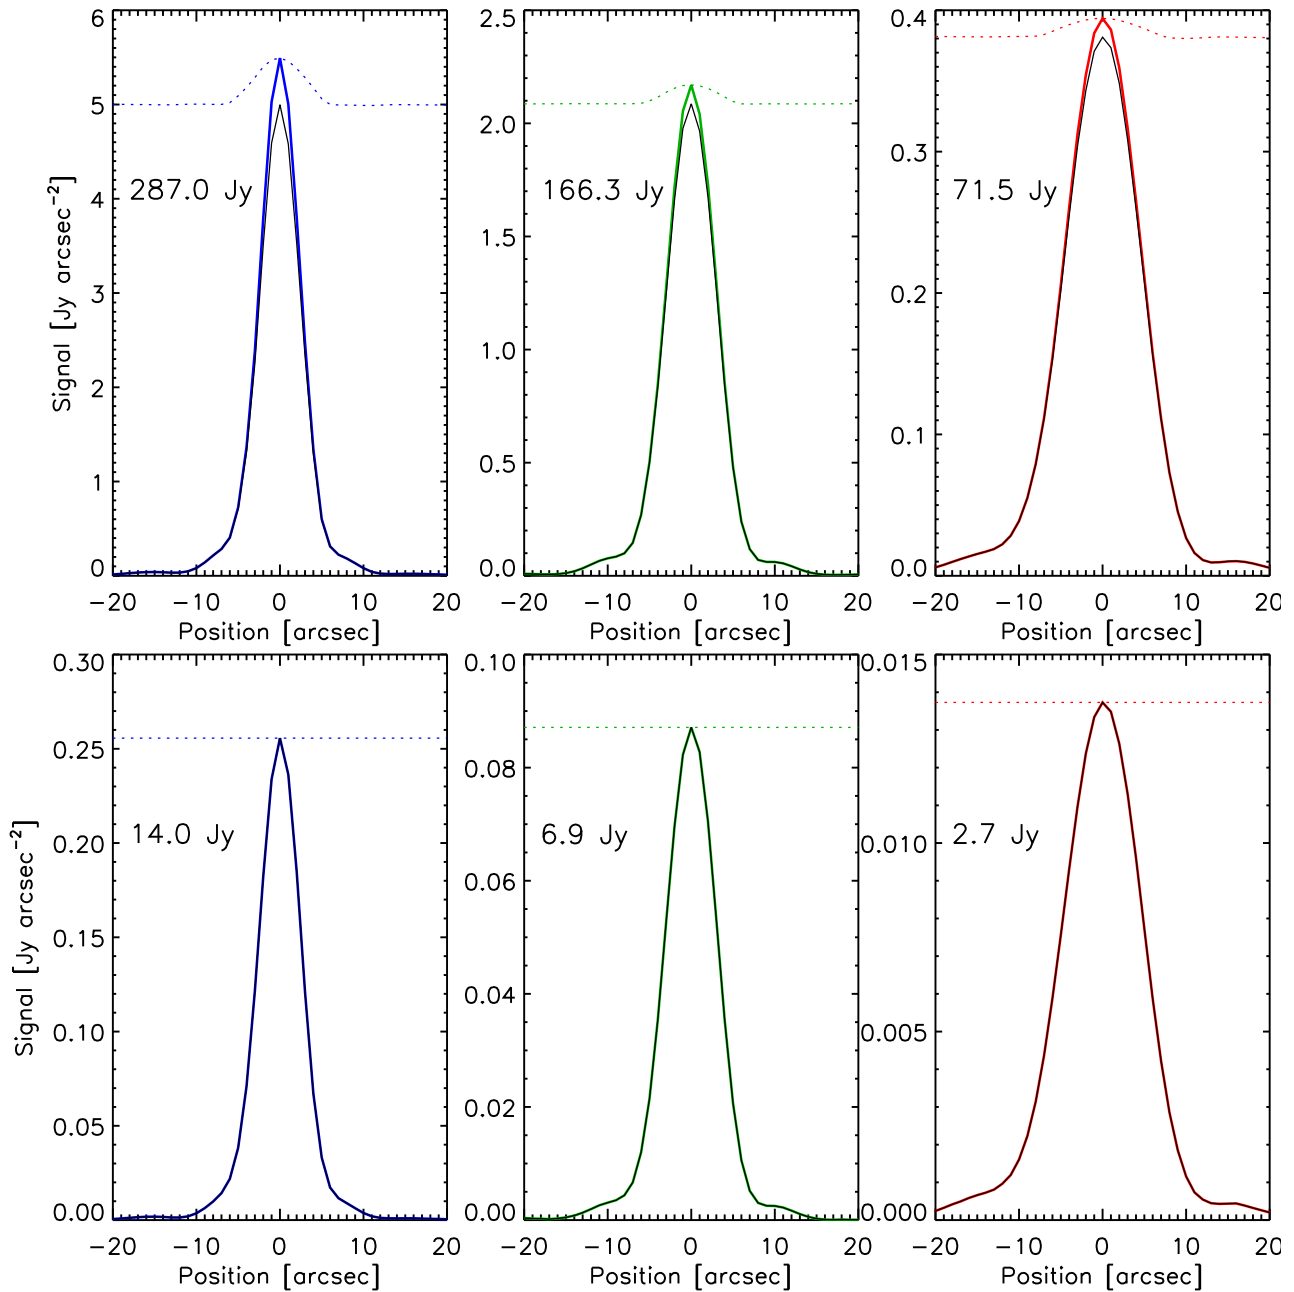 6
5
4
3
2
1
0
Signal [Jy arcsec−2]
287.0 Jy
−20 −10 0 10 20
Position [arcsec]
2.5
2.0
1.5
1.0
0.5
0.0
166.3 Jy
−20 −10 0 10 20
Position [arcsec]
0.4
0.3
0.2
0.1
0.0
71.5 Jy
−20 −10 0 10 20
Position [arcsec]
0.30
0.25
0.20
0.15
0.10
0.05
0.00
Signal [Jy arcsec−2]
14.0 Jy
−20 −10 0 10 20
Position [arcsec]
0.10
0.08
0.06
0.04
0.02
0.00
6.9 Jy
−20 −10 0 10 20
Position [arcsec]
0.015
0.010
0.005
0.000
2.7 Jy
−20 −10 0 10 20
Position [arcsec]